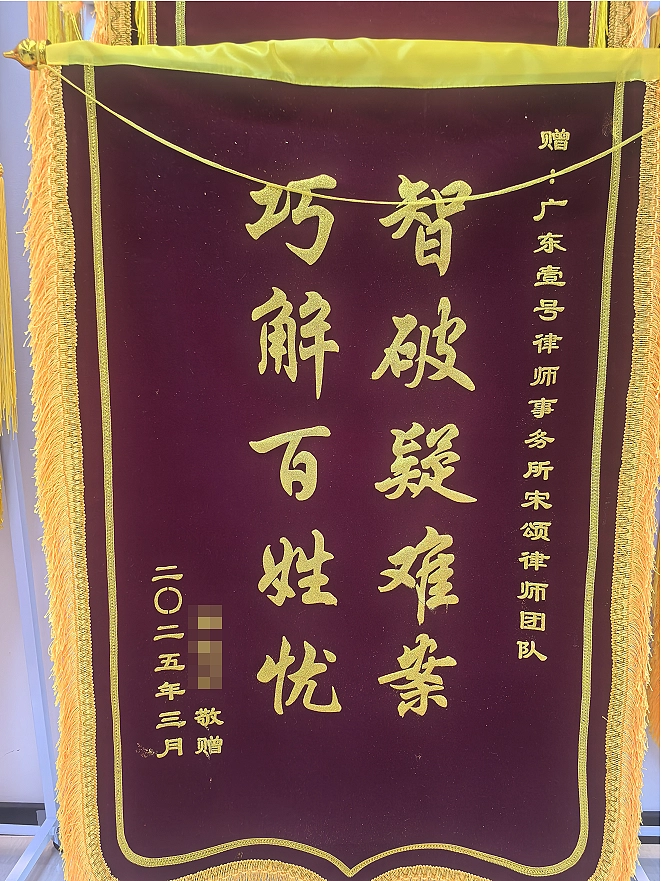 赠：广东壹号律师事务所宋颂律师团队
智破疑难案
巧解百姓忧
敬赠
二〇二五年三月